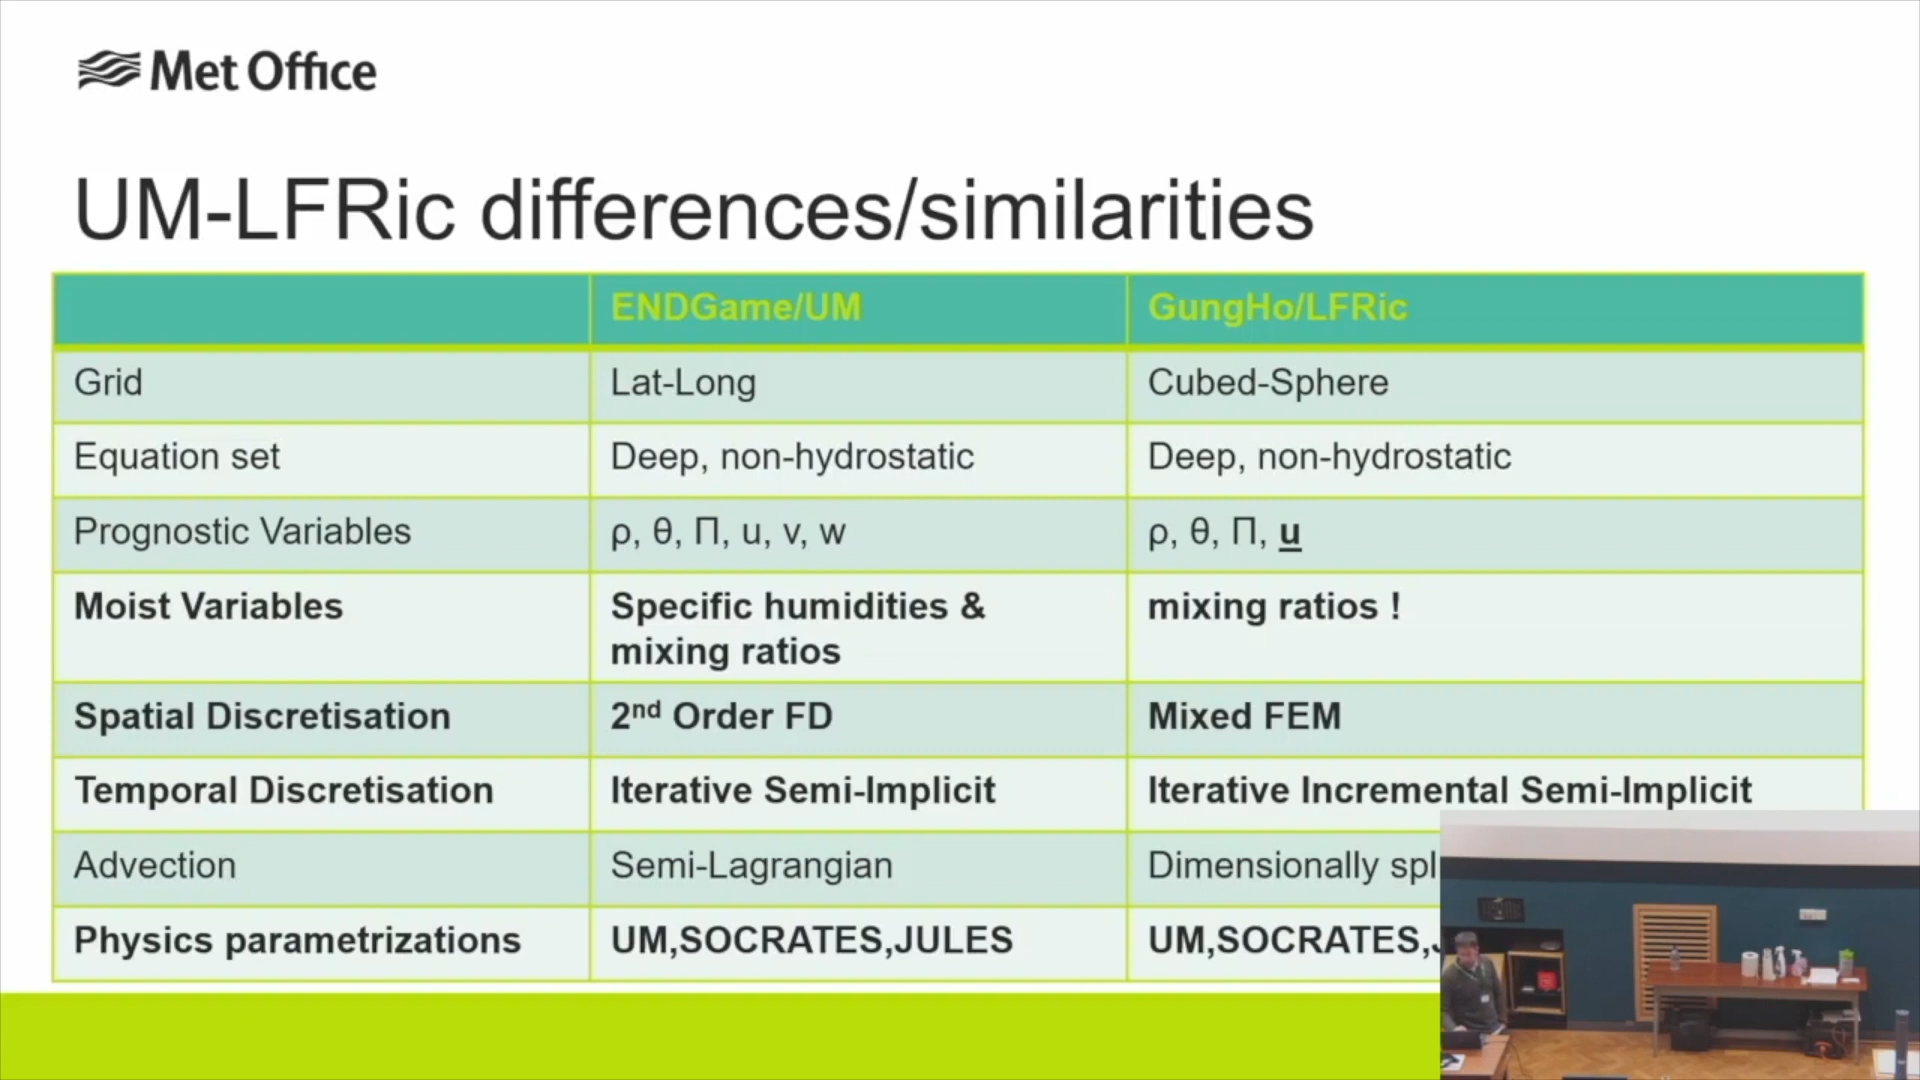 Met Office
UM-LFRic differences/similarities
ENDGame/UM GungHo/LFRic
Grid Lat-Long Cubed-Sphere
Equation set Deep, non-hydrostatic Deep, non-hydrostatic
Prognostic Variables ρ, θ, Π, u, v, w ρ, θ, Π, u
Moist Variables Specific humidities & mixing ratios !
mixing ratios
Spatial Discretisation 2nd Order FD Mixed FEM
Temporal Discretisation Iterative Semi-Implicit Iterative Incremental Semi-Implicit
Advection Semi-Lagrangian Dimensionally
Physics parametrizations UM,SOCRATES,JULES UM,SOCRATES,